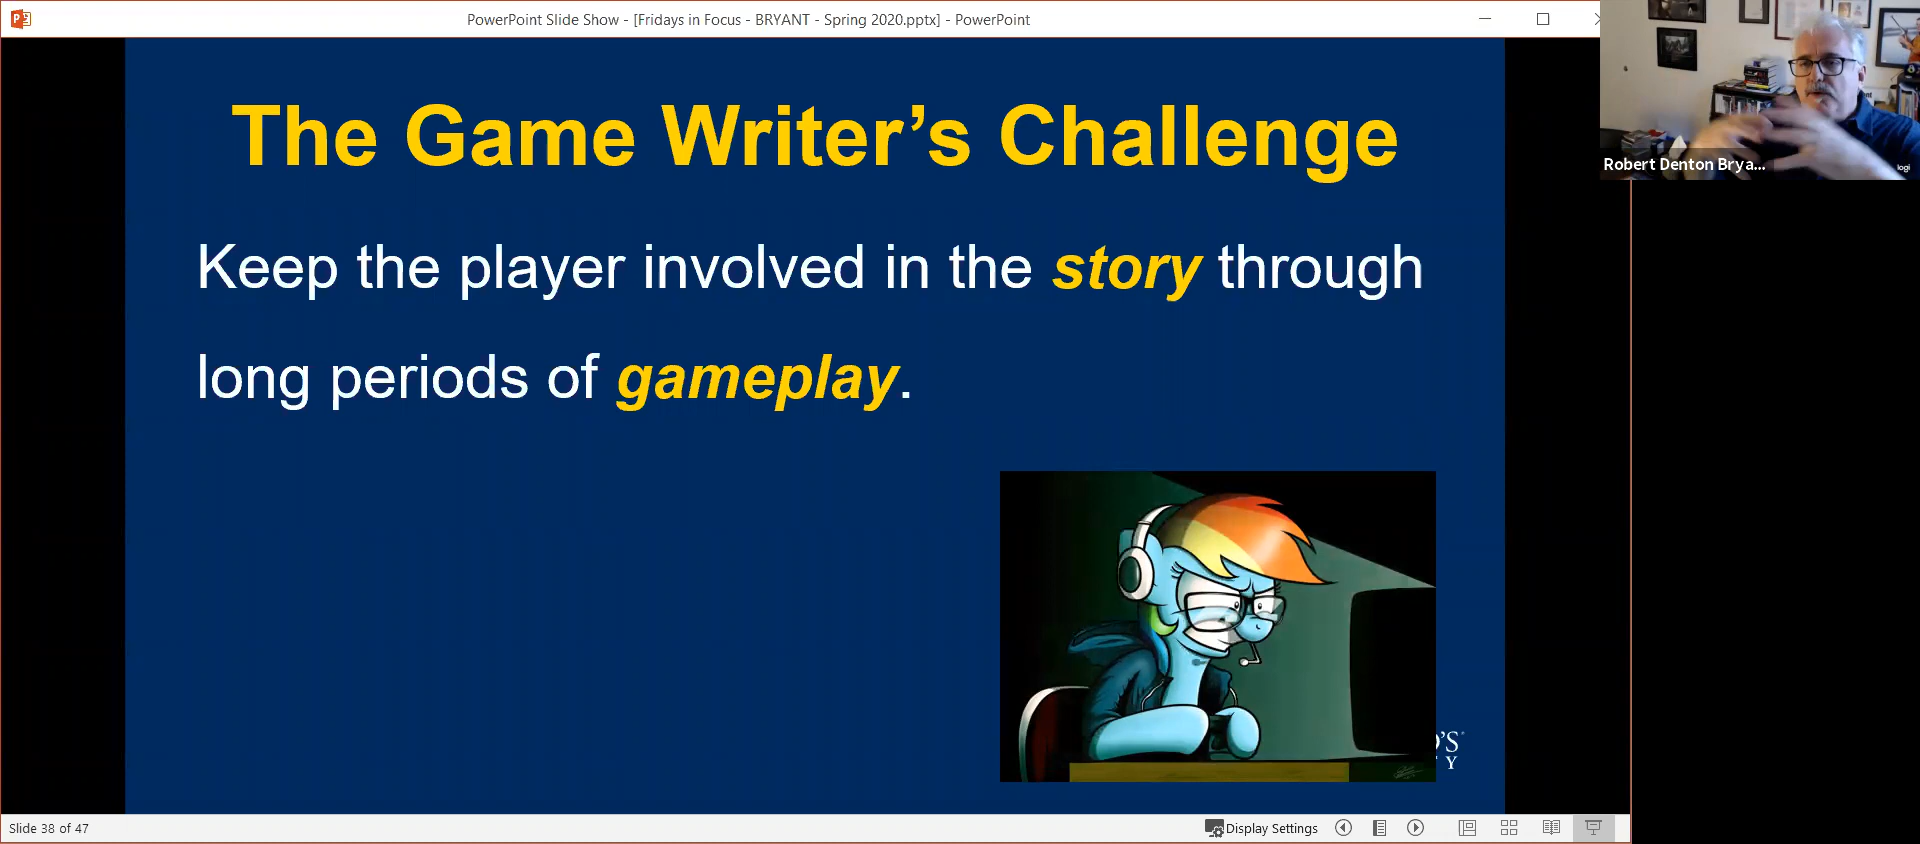 PowerPoint Slide Show - [Fridays in Focus - BRYANT - Spring 2020.pptx] - PowerPoint
The Game Writer’s Challenge
Keep the player involved in the story through
long periods of gameplay.
Robert Denton Brya...
logi
Slide 38 of 47
Display Settings